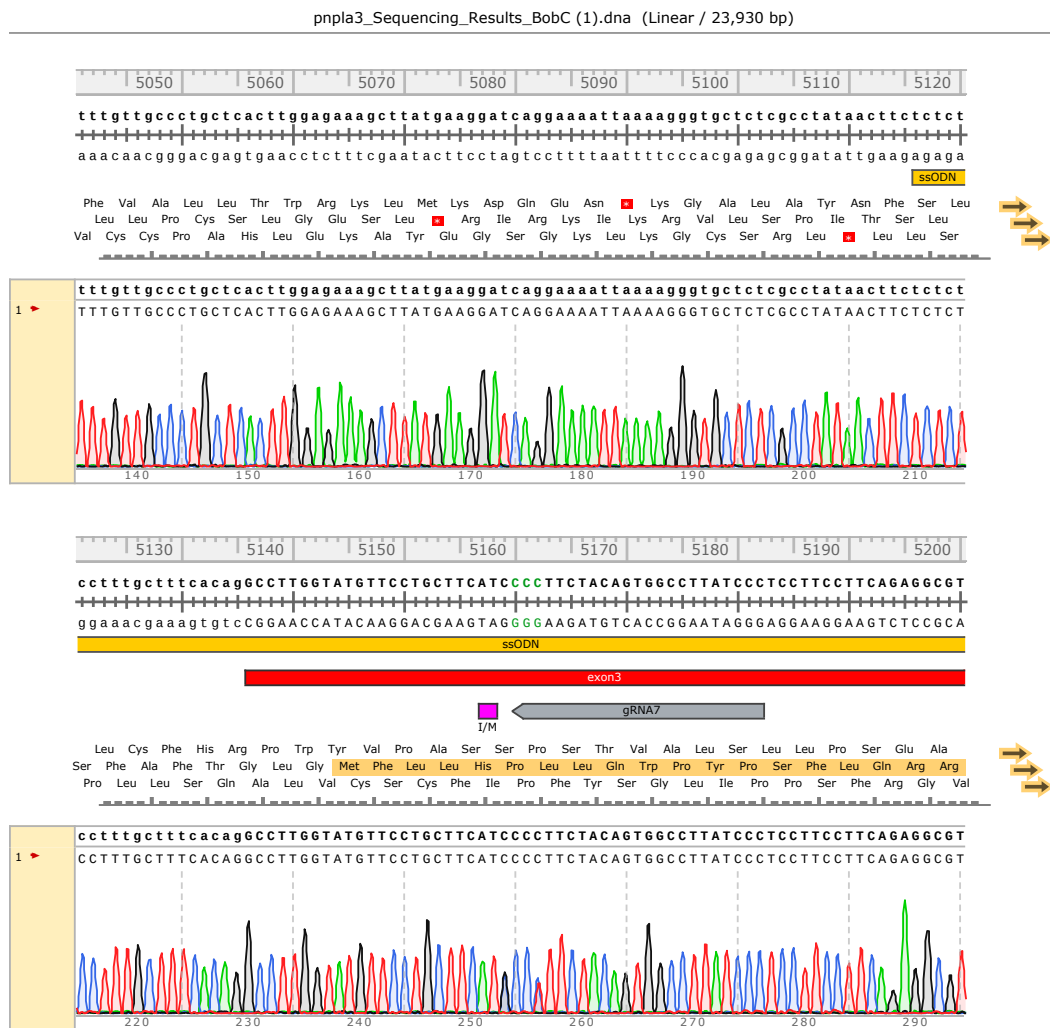 pnpla3_Sequencing_Results_BobC (1).dna (Linear / 23,930 bp)
5050 5060 5070 5080 5090 5100 5110 5120
tttgttgccctgctcacttggagaaagcttatgaaggatcaggaaaattaaaagggtgctctcgcctataacttctctct
aaacaacgggacgagtgaacctctttcgaatacttcctagtccttttaattttcccacgagagcggatattgaagagaga
ssODN
Phe Val Ala Leu Leu Thr Trp Arg Lys Leu Met Lys Asp Gln Glu Asn * Lys Gly Ala Leu Ala Tyr Asn Phe Ser Leu
Leu Leu Pro Cys Ser Leu Gly Glu Ser Leu * Arg Ile Arg Lys Ile Lys Arg Val Leu Ser Pro Ile Thr Ser Leu
Val Cys Cys Pro Ala His Leu Glu Lys Ala Tyr Glu Gly Ser Gly Lys Leu Lys Gly Cys Ser Arg Leu * Leu Leu Ser
tttgttgccctgctcacttggagaaagcttatgaaggatcaggaaaattaaaagggtgctctcgcctataacttctctct
1 TTTGTTGCCCTGCTCACTTGGAGAAAGCTTATGAAGGATCAGGAAAATTAAAAGGGTGCTCTCGCCTATAACTTCTCTCT
140 150 160 170 180 190 200 210
5130 5140 5150 5160 5170 5180 5190 5200
cctttgctttcacagGCCTTGGTATGTTCCTGCTTCATCCCCTTCTACAGTGGCCTTATCCCTCCTTCCTTCAGAGGCGT
ggaaacgaaagtgtcCGGAACCATACAAGGACGAAGTAGGGGAAGATGTCACCGGAATAGGGAGGAAGGAAGTCTCCGCA
ssODN
exon3
gRNA7
I/M
Leu Cys Phe His Arg Pro Trp Tyr Val Pro Ala Ser Ser Pro Ser Thr Val Ala Leu Ser Leu Leu Pro Ser Glu Ala
Ser Phe Ala Phe Thr Gly Leu Gly Met Phe Leu Leu His Pro Leu Leu Gln Trp Pro Tyr Pro Ser Phe Leu Gln Arg Arg
Pro Leu Leu Ser Gln Ala Leu Val Cys Ser Cys Phe Ile Pro Phe Tyr Ser Gly Leu Ile Pro Pro Ser Phe Arg Gly Val
cctttgctttcacagGCCTTGGTATGTTCCTGCTTCATCCCCTTCTACAGTGGCCTTATCCCTCCTTCCTTCAGAGGCGT
1 CCTTTGCTTTCACAGGCCTTGGTATGTTCCTGCTTCATCCCCTTCTACAGTGGCCTTATCCCTCCTTCCTTCAGAGGCGT
220 230 240 250 260 270 280 290